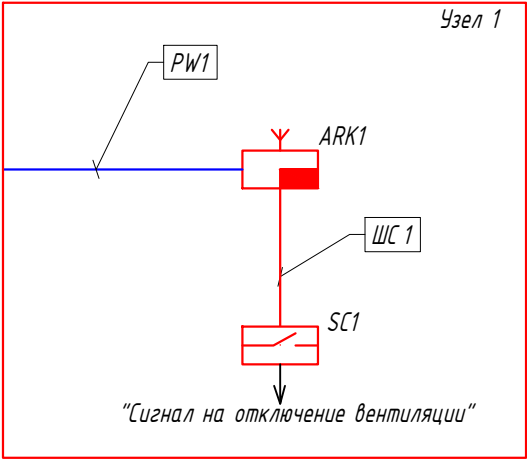 Узел 1
PW1
ARK1
ШС 1
SC1
"Сигнал на отключение вентиляции"